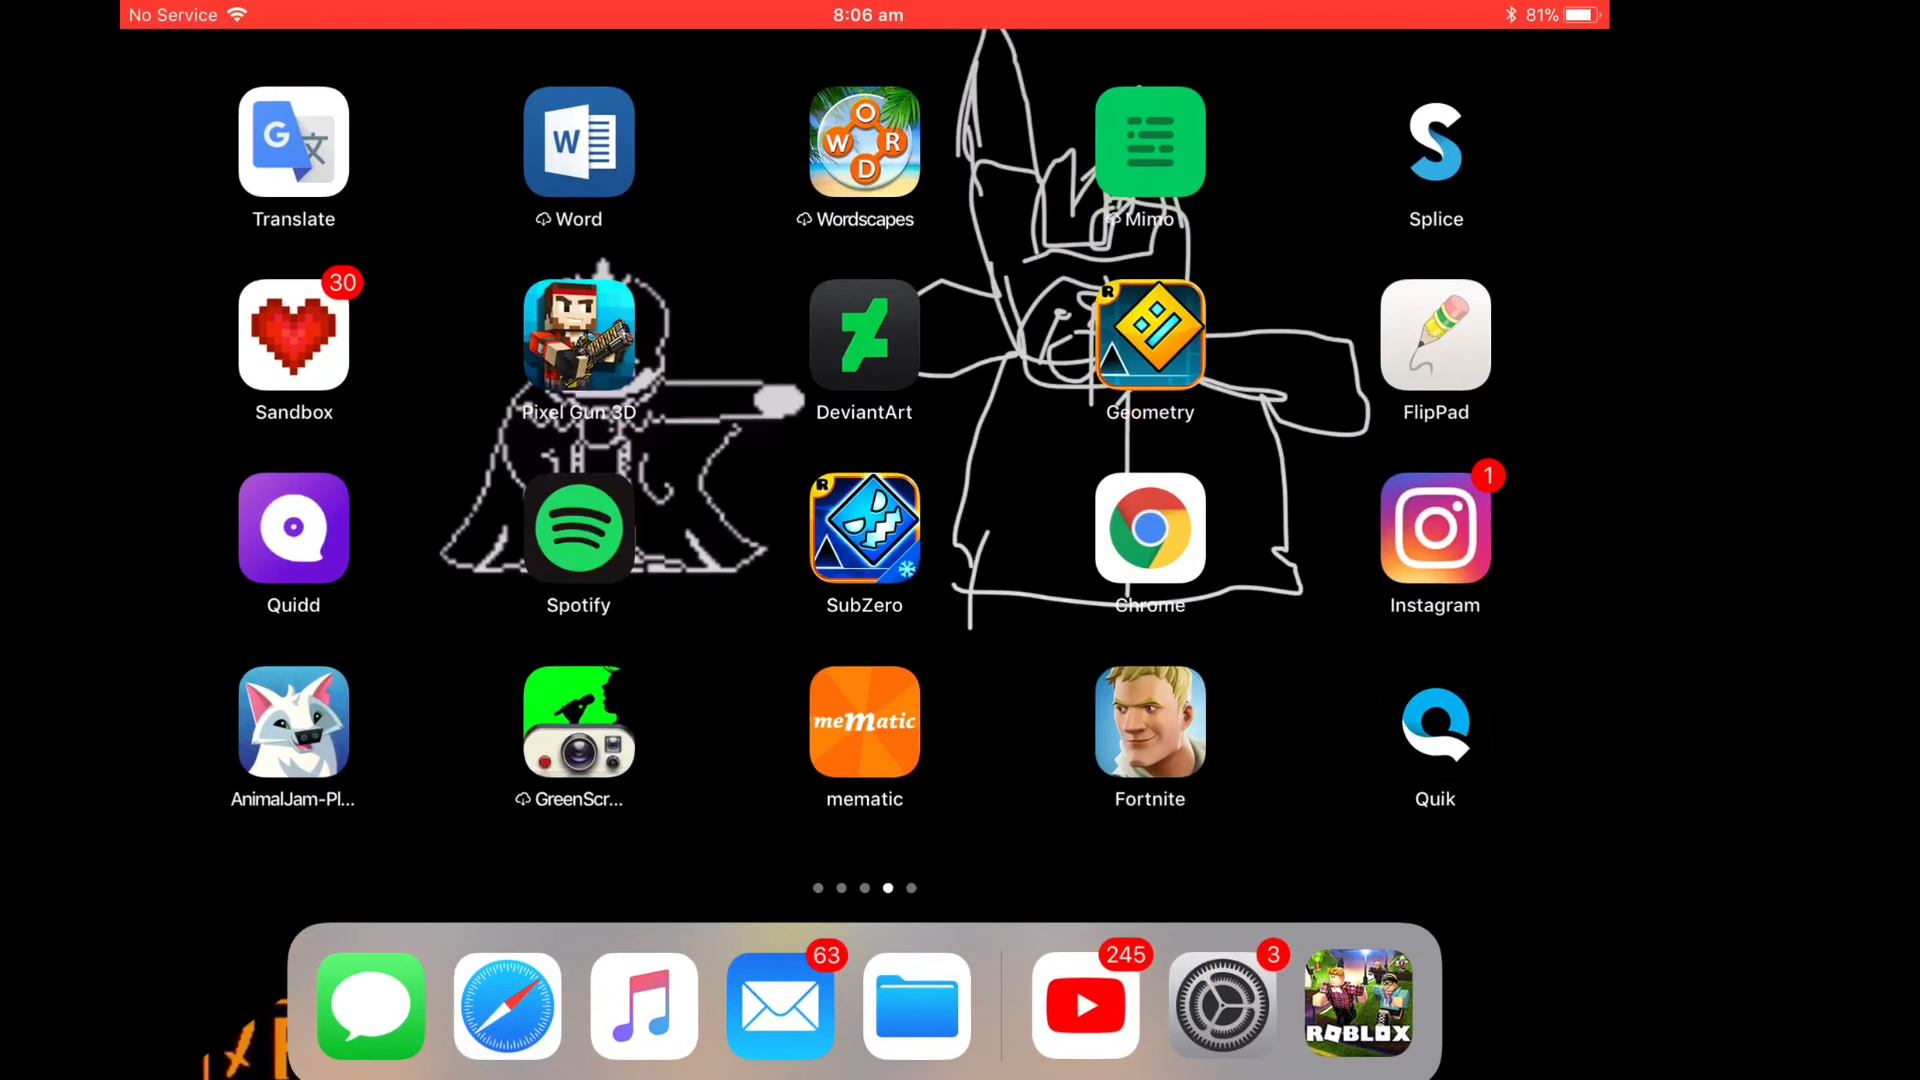 No Service 8:06 am 81%
G 文 W W O R D
Translate Word Wordscapes Mimo Splice
30 R
Sandbox Pixel Gun 3D DeviantArt Geometry FlipPad
R 1
Quidd Spotify SubZero Chrome Instagram
mematic
AnimalJam-Pl... GreenScr... mematic Fortnite Quik
63 245 3
ROBLOX